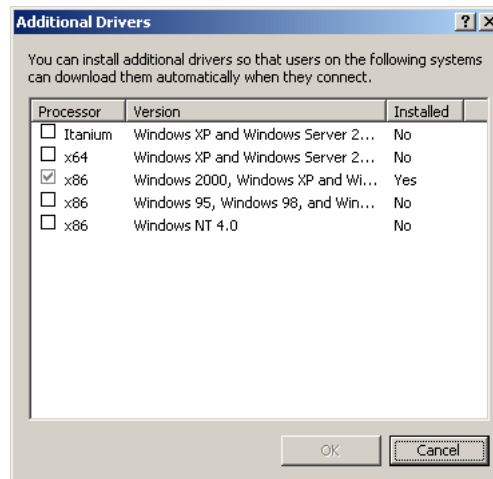 Additional Drivers
You can install additional drivers so that users on the following systems
can download them automatically when they connect.
Processor Version Installed
Itanium Windows XP and Windows Server 2... No
x64 Windows XP and Windows Server 2... No
x86 Windows 2000, Windows XP and Wi... Yes
x86 Windows 95, Windows 98, and Win... No
x86 Windows NT 4.0 No
OK Cancel